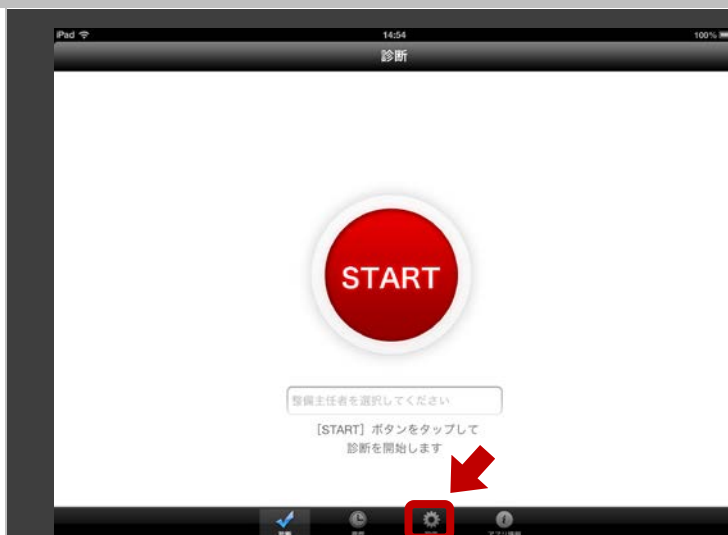 iPad 14:54 100%
診断
START
整備主任者を選択してください
［START］ボタンをタップして
診断を開始します